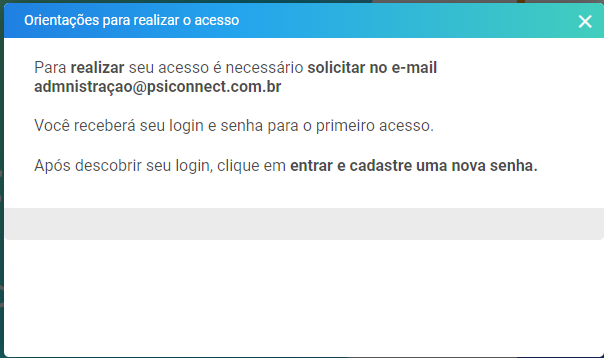 Orientações para realizar o acesso
Para realizar seu acesso é necessário solicitar no e-mail
admnistraçao@psiconnect.com.br
Você receberá seu login e senha para o primeiro acesso.
Após descobrir seu login, clique em entrar e cadastre uma nova senha.